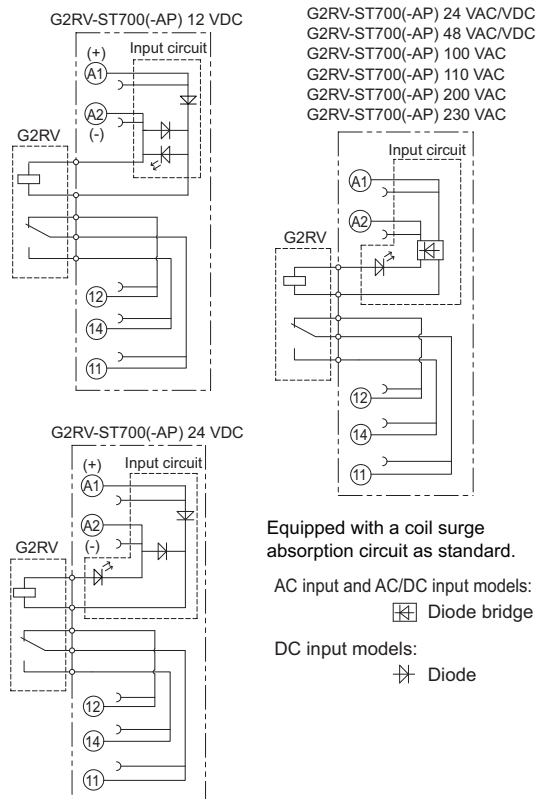 G2RV-ST700(-AP) 12 VDC
(+)
Input circuit
A1
A2
(-)
G2RV
12
14
11
G2RV-ST700(-AP) 24 VAC/VDC
G2RV-ST700(-AP) 48 VAC/VDC
G2RV-ST700(-AP) 100 VAC
G2RV-ST700(-AP) 110 VAC
G2RV-ST700(-AP) 200 VAC
G2RV-ST700(-AP) 230 VAC
Input circuit
A1
A2
G2RV
12
14
11
G2RV-ST700(-AP) 24 VDC
(+)
Input circuit
A1
A2
(-)
G2RV
12
14
11
Equipped with a coil surge
absorption circuit as standard.
AC input and AC/DC input models:
Diode bridge
DC input models:
Diode